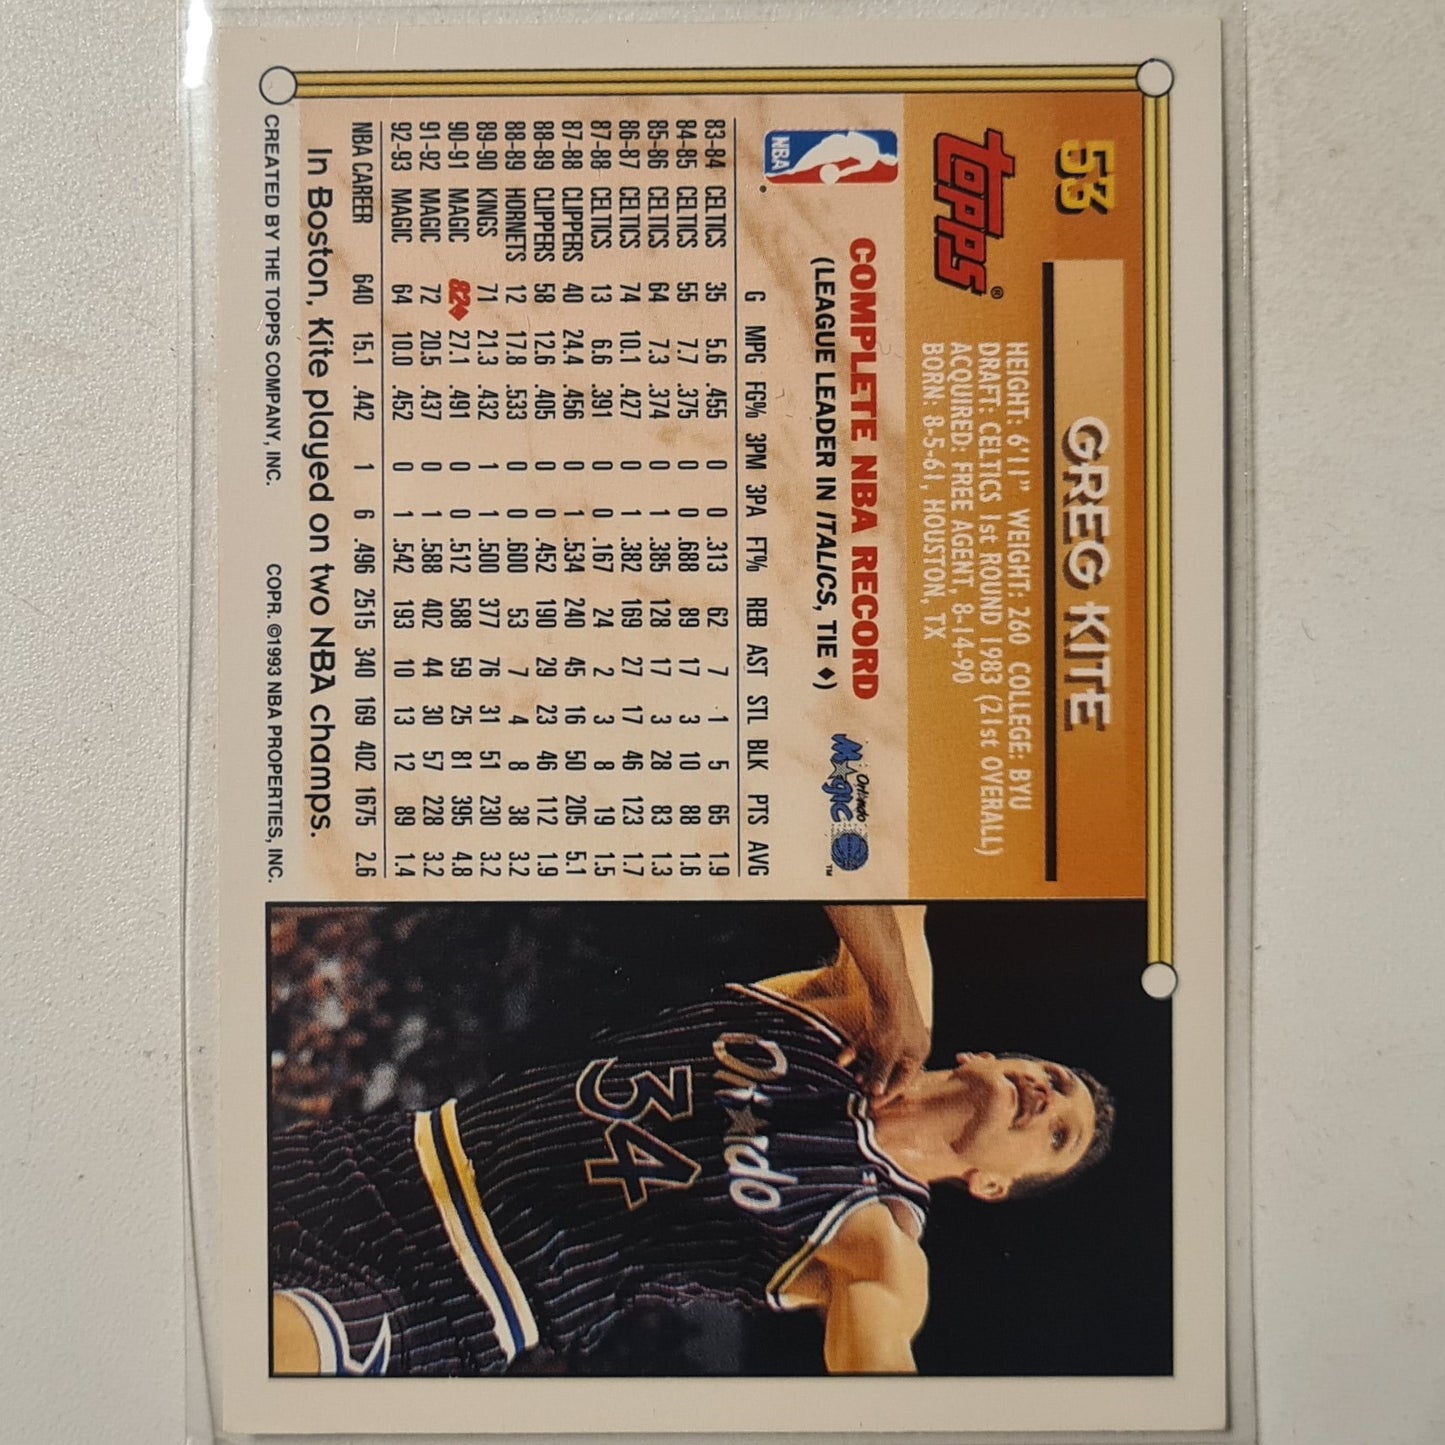 53
GREG KITE
TOPPS®
HEIGHT: 6'11" WEIGHT: 260 COLLEGE: BYU
DRAFT: CELTICS 1st ROUND 1983 (21st OVERALL)
ACQUIRED: FREE AGENT, 8-14-90
BORN: 8-5-61, HOUSTON, TX
NBA
COMPLETE NBA RECORD
(LEAGUE LEADER IN ITALICS, TIE ♦)
Orlando
Magic™
G MPG FG% 3PM 3PA FT% REB AST STL BLK PTS AVG
83-84 CELTICS 35 5.6 .455 0 0 .313 62 7 1 5 65 1.9
84-85 CELTICS 55 7.7 .375 0 0 .688 89 17 3 10 88 1.6
85-86 CELTICS 64 7.3 .374 0 1 .385 128 17 3 28 83 1.3
86-87 CELTICS 74 10.1 .427 0 1 .382 169 27 17 46 123 1.7
87-88 CELTICS 13 6.6 .391 0 0 .167 24 2 3 8 19 1.5
87-88 CLIPPERS 40 24.4 .456 0 1 .534 240 45 16 50 205 5.1
88-89 CLIPPERS 58 12.6 .405 0 0 .452 190 29 23 46 112 1.9
88-89 HORNETS 12 17.8 .533 0 0 .600 53 7 4 8 38 3.2
89-90 KINGS 71 21.3 .432 1 1 .500 377 76 31 51 230 3.2
90-91 MAGIC 82♦ 27.1 .491 0 0 .512 588 59 25 81 395 4.8
91-92 MAGIC 72 20.5 .437 0 1 .588 402 44 30 57 228 3.2
92-93 MAGIC 64 10.0 .452 0 1 .542 193 10 13 12 89 1.4
NBA CAREER 640 15.1 .442 1 6 .496 2515 340 169 402 1675 2.6
In Boston, Kite played on two NBA champs.
CREATED BY THE TOPPS COMPANY, INC. COPR. ©1993 NBA PROPERTIES, INC.
Orlando
34